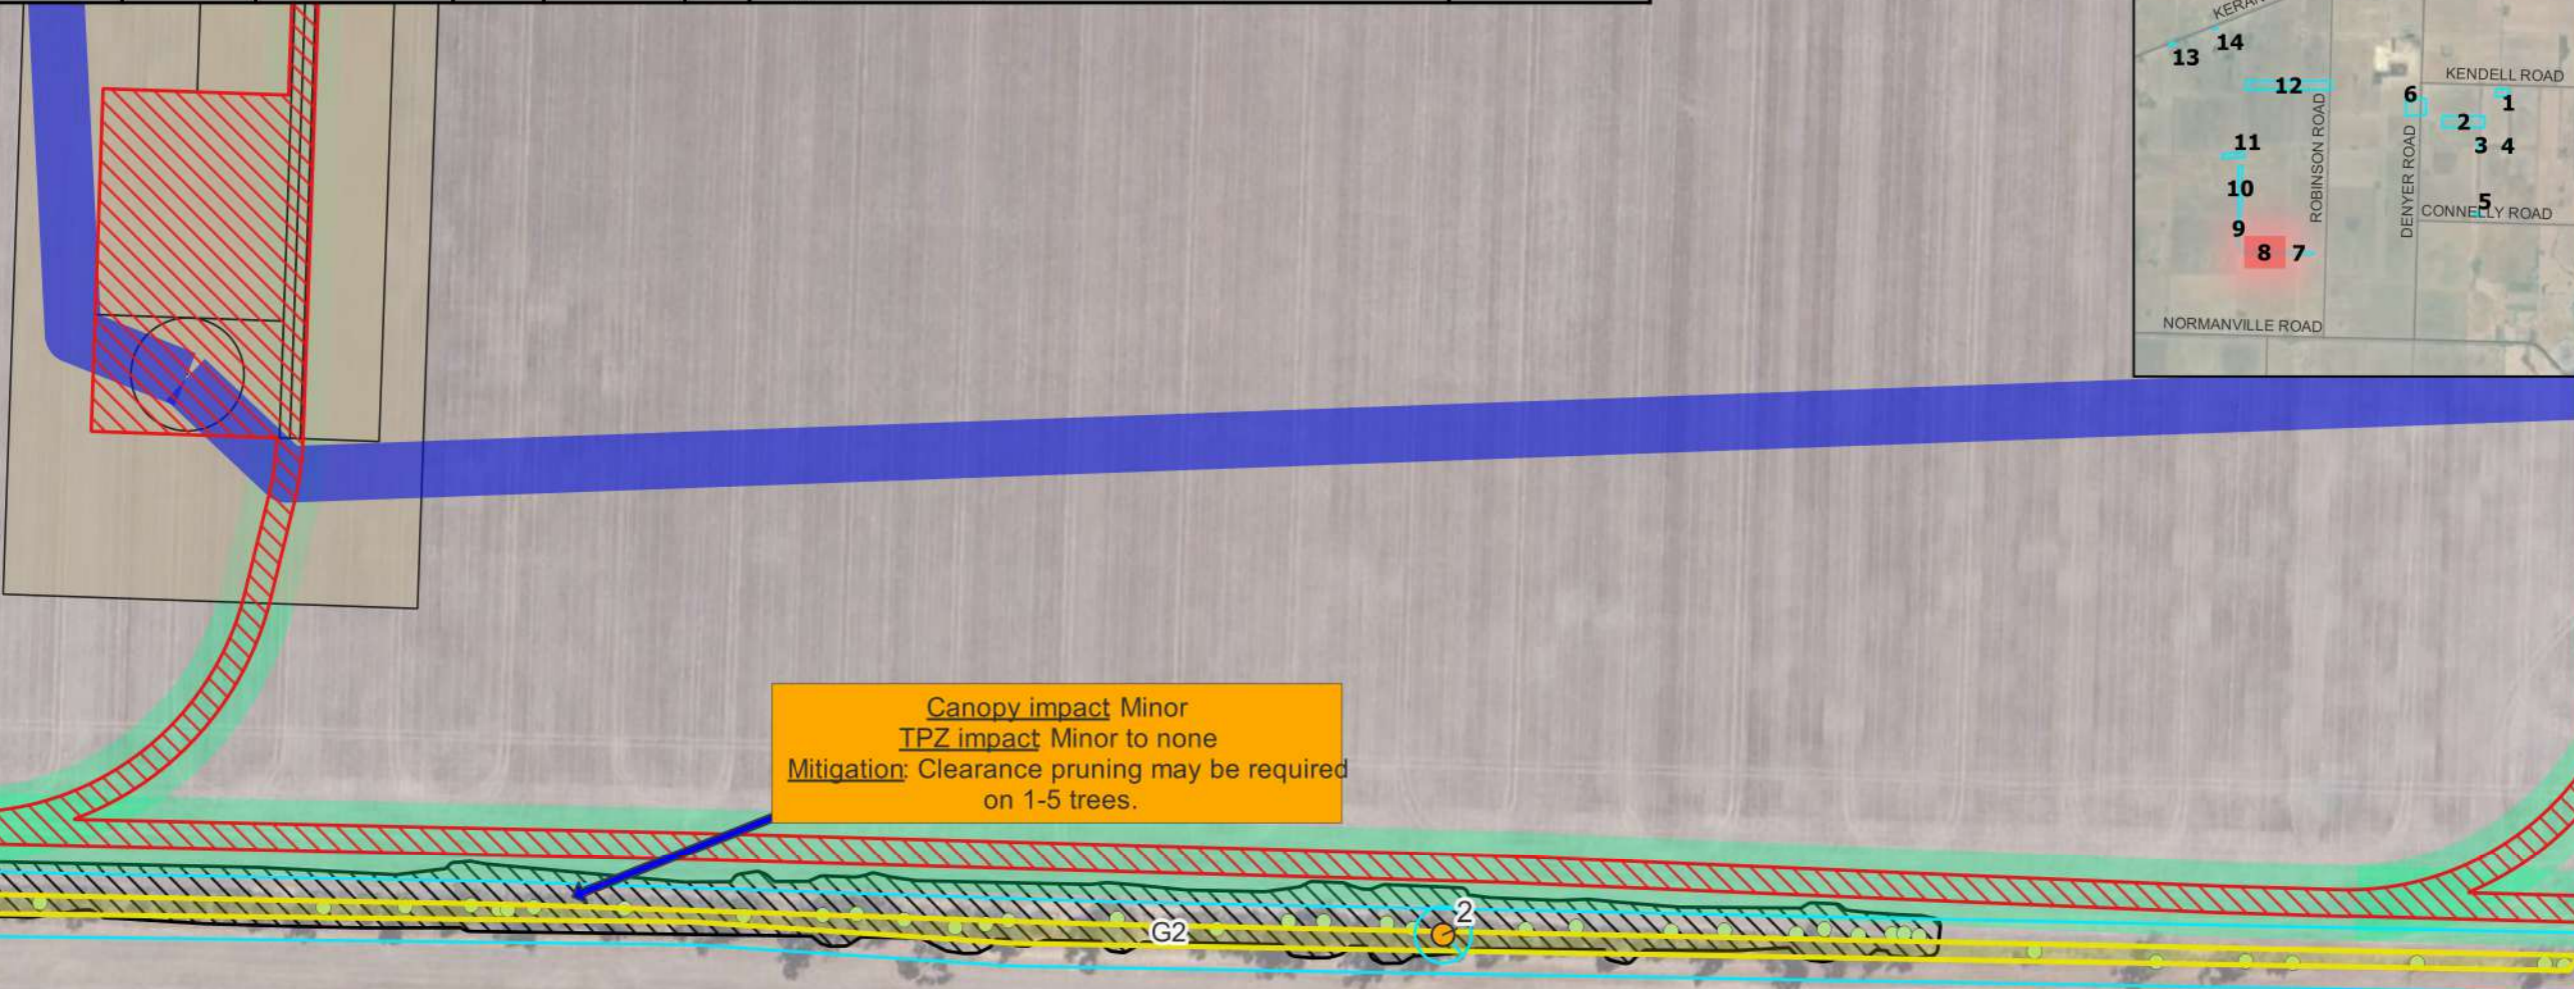 Canopy impact Minor
TPZ impact Minor to none
Mitigation: Clearance pruning may be required
on 1-5 trees.
G2
2
13
14
12
KENDELL ROAD
6
1
2
3 4
11
10
ROBINSON ROAD
DENYER ROAD
5
CONNELLY ROAD
9
8 7
NORMANVILLE ROAD